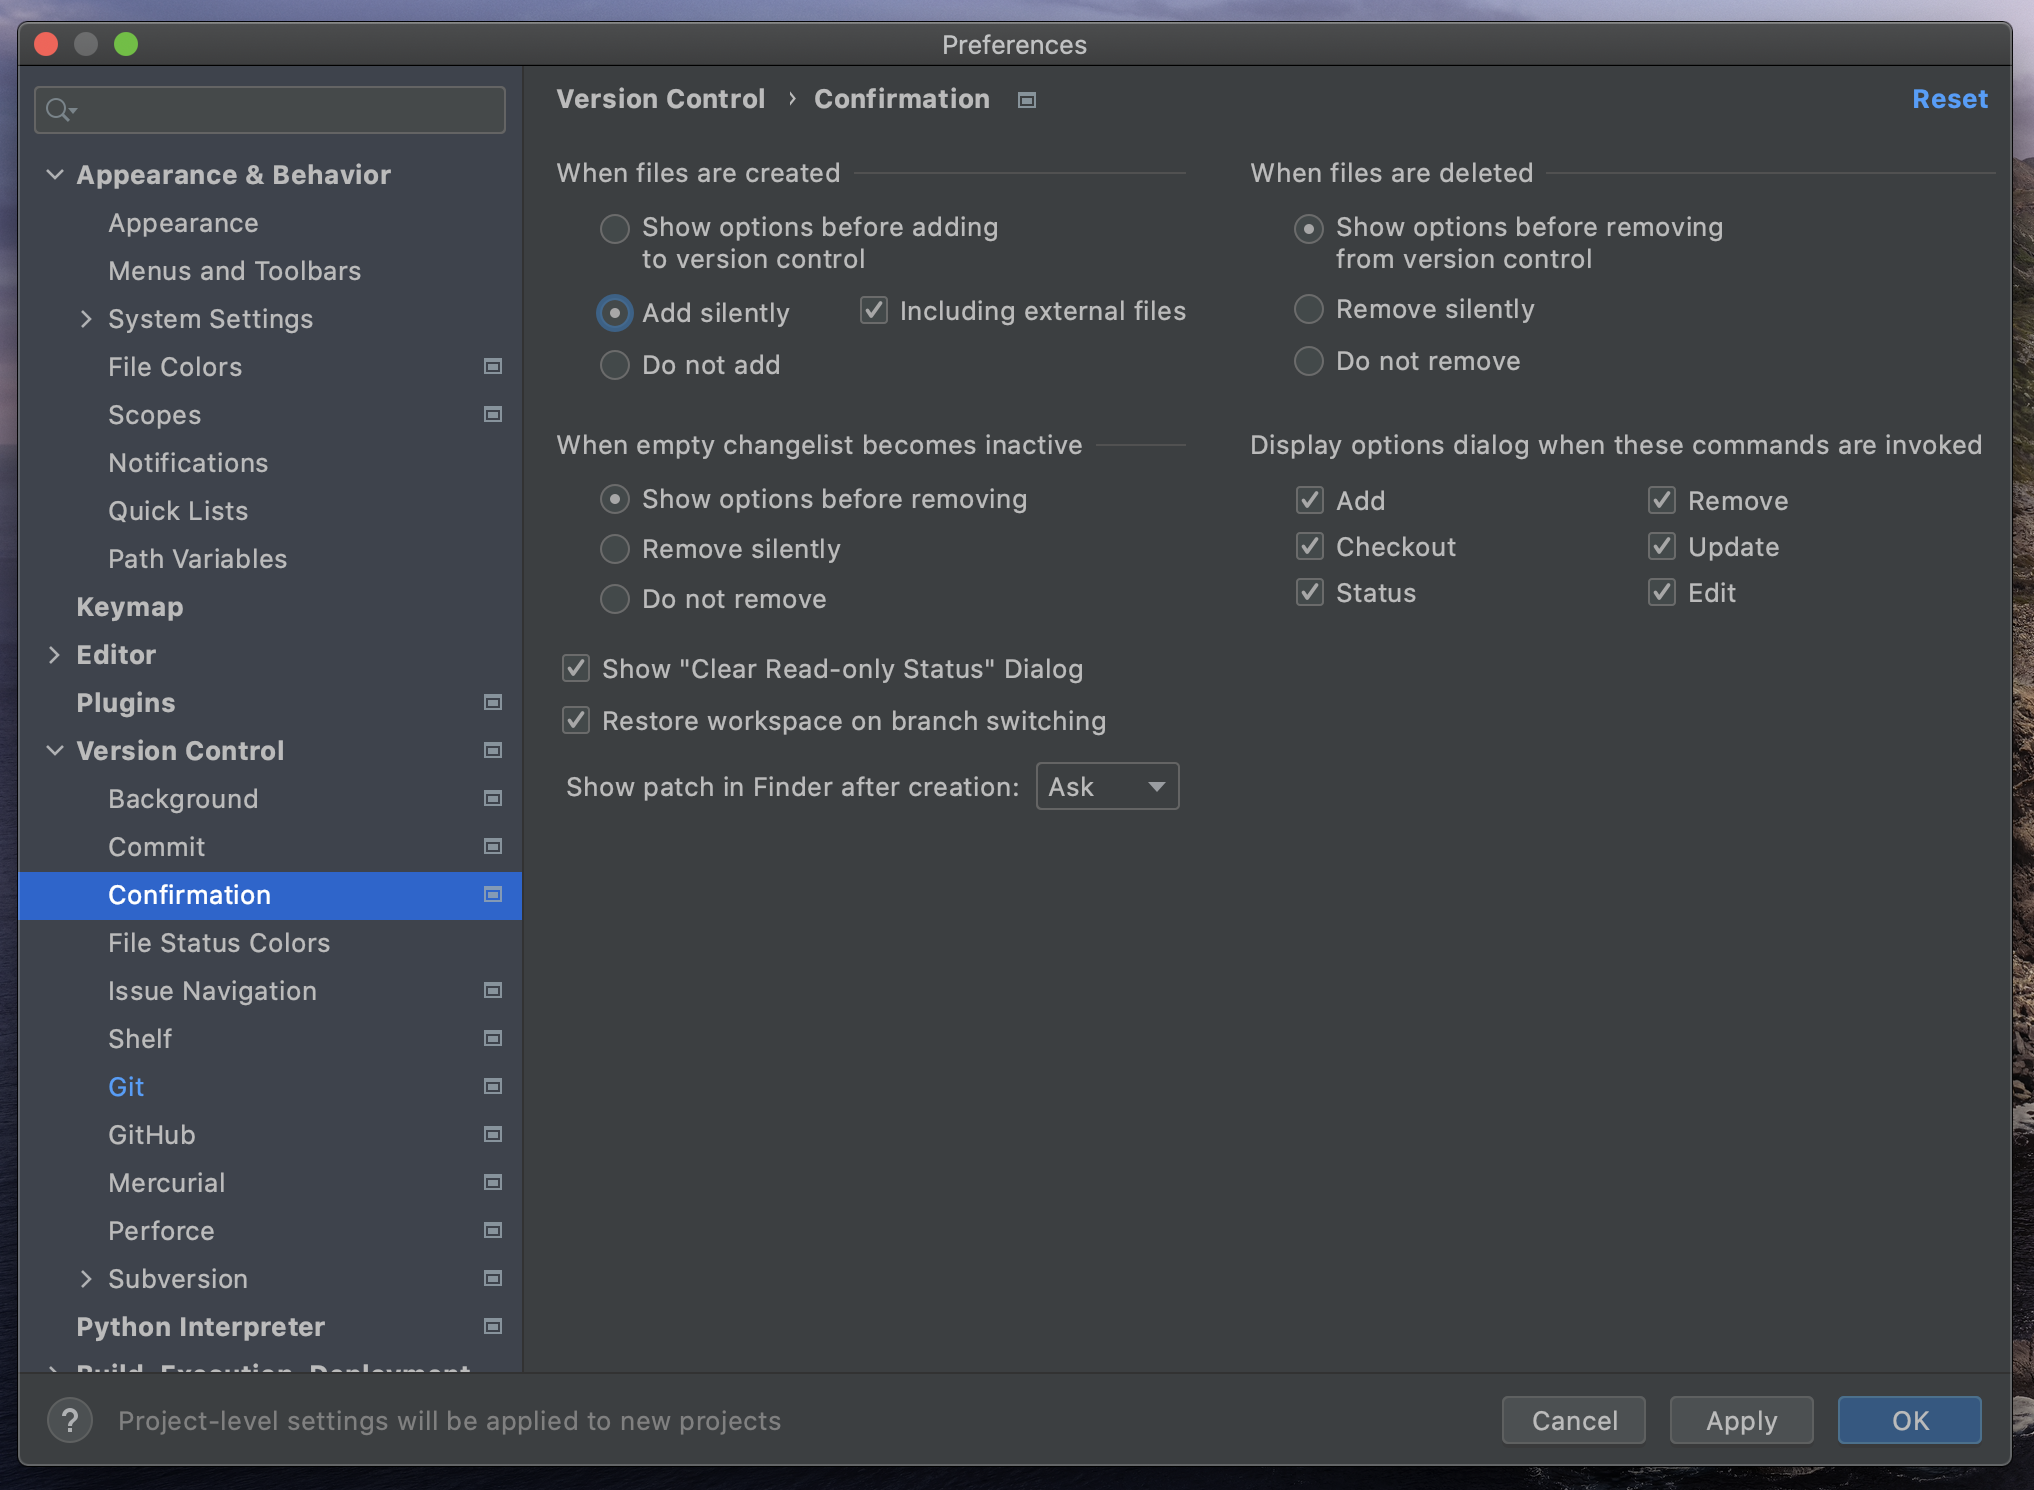 Preferences
Appearance & Behavior
Appearance
Menus and Toolbars
System Settings
File Colors
Scopes
Notifications
Quick Lists
Path Variables
Keymap
Editor
Plugins
Version Control
Background
Commit
Confirmation
File Status Colors
Issue Navigation
Shelf
Git
GitHub
Mercurial
Perforce
Subversion
Python Interpreter
Build, Execution, Deployment
Version Control › Confirmation
Reset
When files are created
Show options before adding
to version control
Add silently
Including external files
Do not add
When files are deleted
Show options before removing
from version control
Remove silently
Do not remove
When empty changelist becomes inactive
Show options before removing
Remove silently
Do not remove
Display options dialog when these commands are invoked
Add
Remove
Checkout
Update
Status
Edit
Show "Clear Read-only Status" Dialog
Restore workspace on branch switching
Show patch in Finder after creation: Ask
? Project-level settings will be applied to new projects
Cancel
Apply
OK